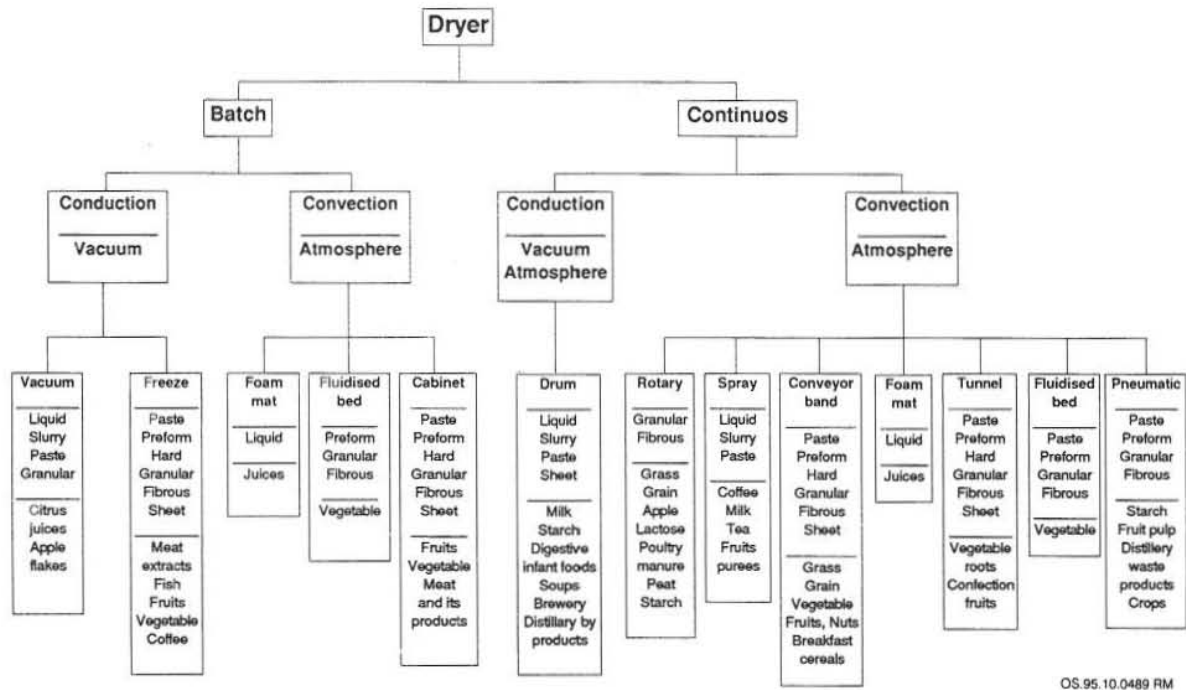 Dryer
Batch
Continuos
Conduction
Vacuum
Convection
Atmosphere
Conduction
Vacuum
Atmosphere
Convection
Atmosphere
Vacuum
Liquid
Slurry
Paste
Granular
Citrus
juices
Apple
flakes
Freeze
Paste
Preform
Hard
Granular
Fibrous
Sheet
Meat
extracts
Fish
Fruits
Vegetable
Coffee
Foam
mat
Liquid
Juices
Fluidised
bed
Preform
Granular
Fibrous
Vegetable
Cabinet
Paste
Preform
Hard
Granular
Fibrous
Sheet
Fruits
Vegetable
Meat
and its
products
Drum
Liquid
Slurry
Paste
Sheet
Milk
Starch
Digestive
infant foods
Soups
Brewery
Distillary by
products
Rotary
Granular
Fibrous
Grass
Grain
Apple
Lactose
Poultry
manure
Peat
Starch
Spray
Liquid
Slurry
Paste
Coffee
Milk
Tea
Fruits
purees
Conveyor
band
Paste
Preform
Hard
Granular
Fibrous
Sheet
Grass
Grain
Vegetable
Fruits, Nuts
Breakfast
cereals
Foam
mat
Liquid
Juices
Tunnel
Paste
Preform
Hard
Granular
Fibrous
Sheet
Vegetable
roots
Confection
fruits
Fluidised
bed
Paste
Preform
Granular
Fibrous
Vegetable
Pneumatic
Paste
Preform
Granular
Fibrous
Starch
Fruit pulp
Distillery
waste
products
Crops
OS.95.10.0489 RM